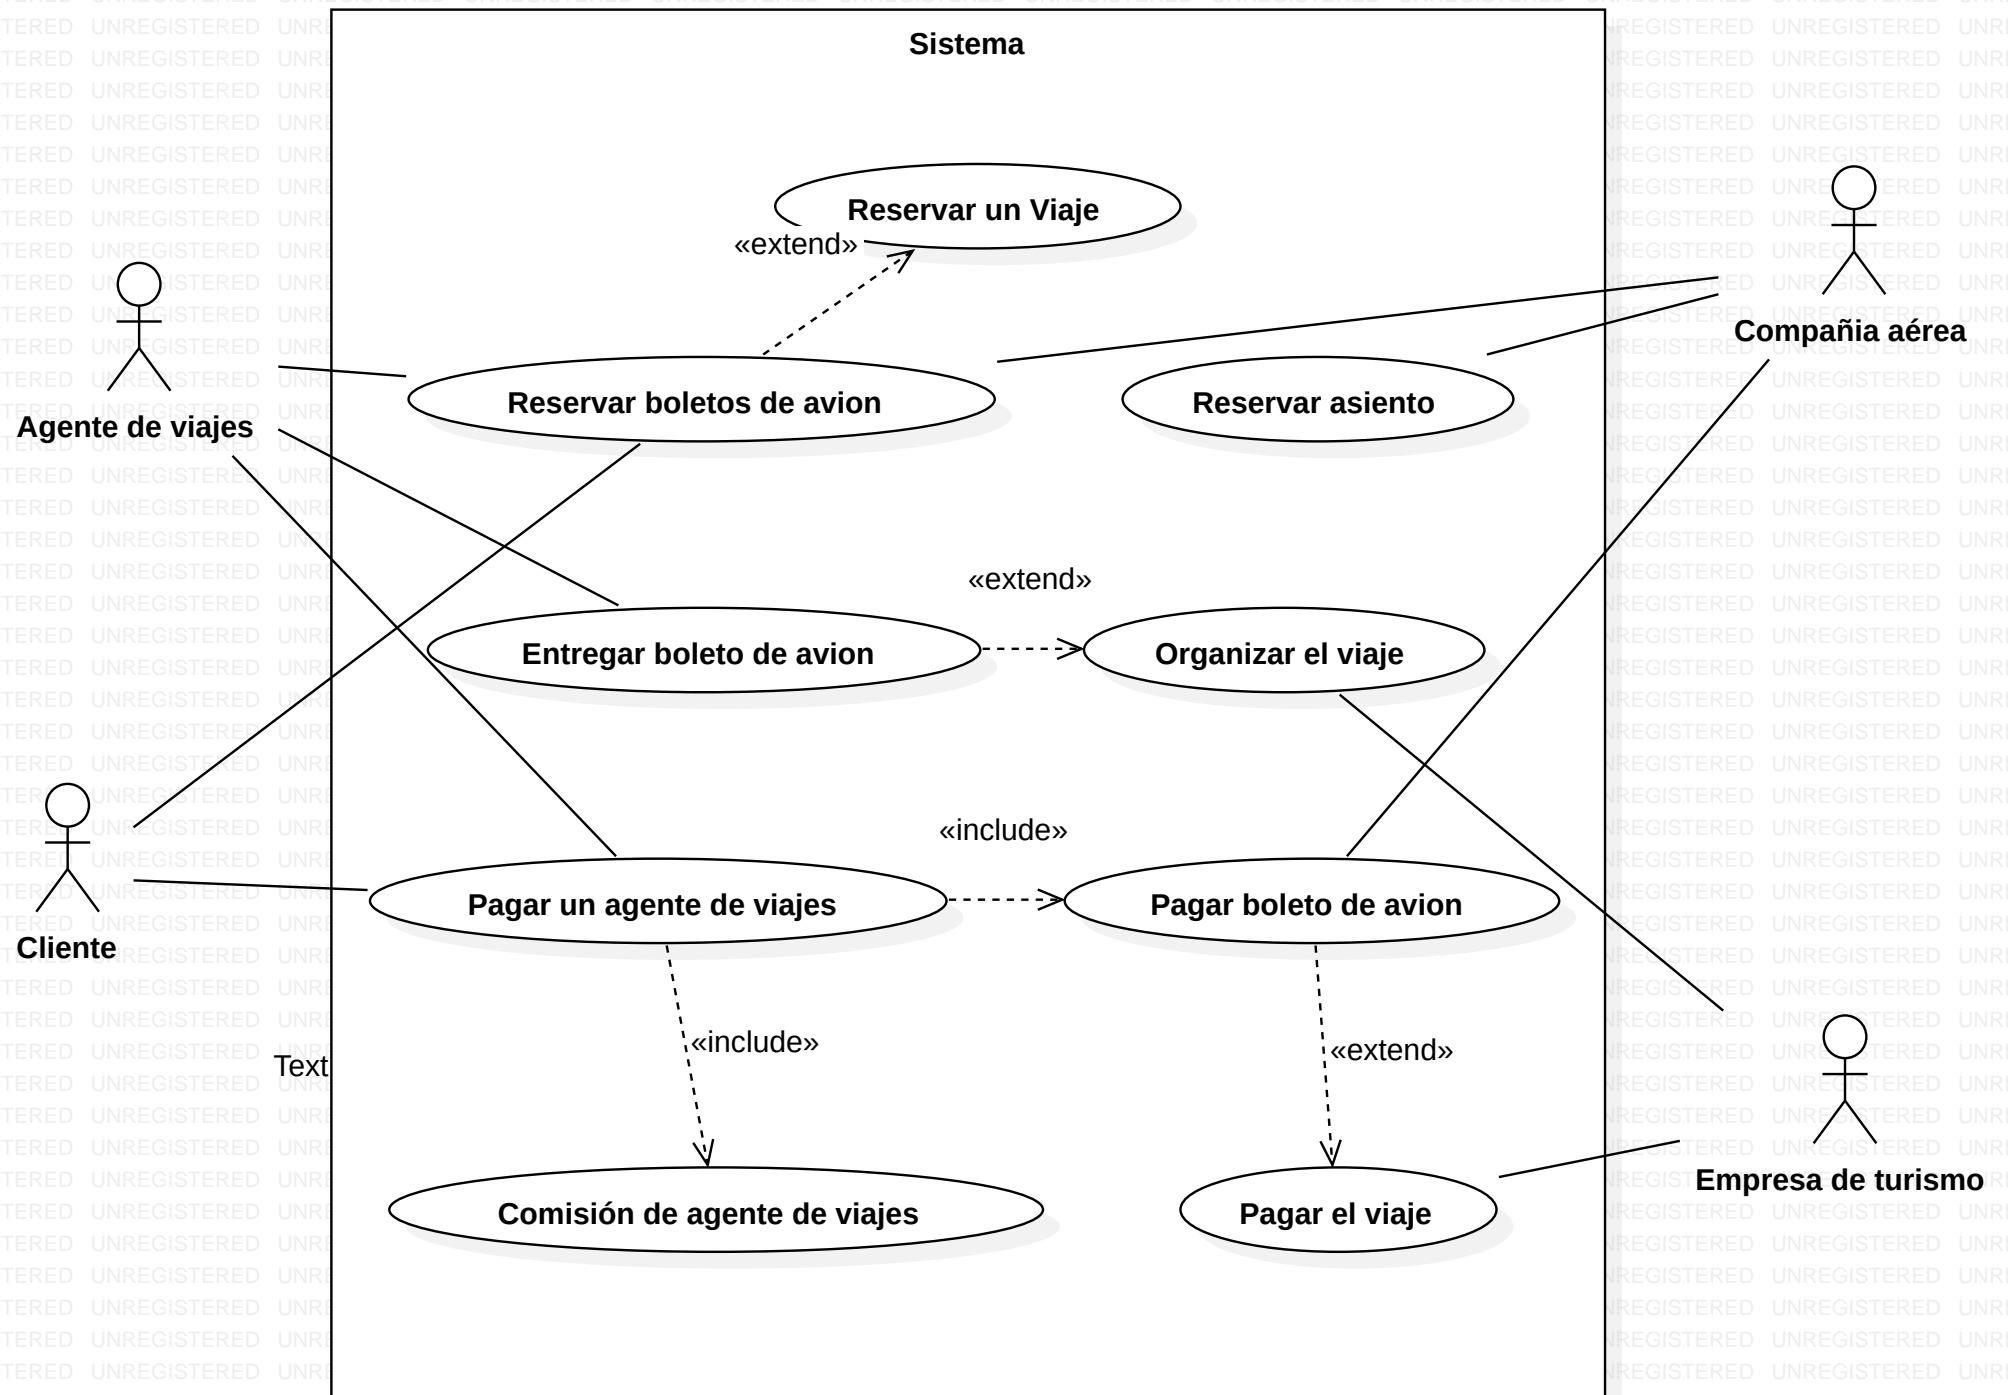 Sistema
Reservar un Viaje
«extend»
Compañia aérea
Agente de viajes
Reservar boletos de avion
Reservar asiento
«extend»
Entregar boleto de avion
Organizar el viaje
«include»
Pagar un agente de viajes
Pagar boleto de avion
Cliente
«include»
«extend»
Text
Empresa de turismo
Comisión de agente de viajes
Pagar el viaje
UNREGISTERED